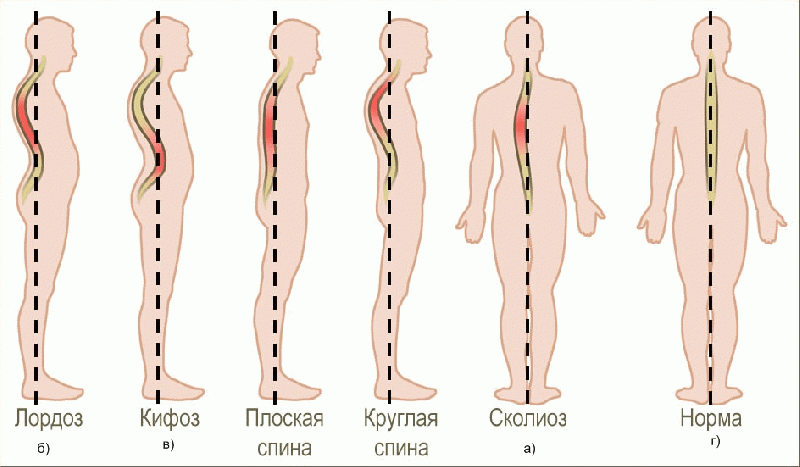 Лордоз
Кифоз
Плоская
спина
Круглая
спина
Сколиоз
Норма
б)
в)
а)
г)